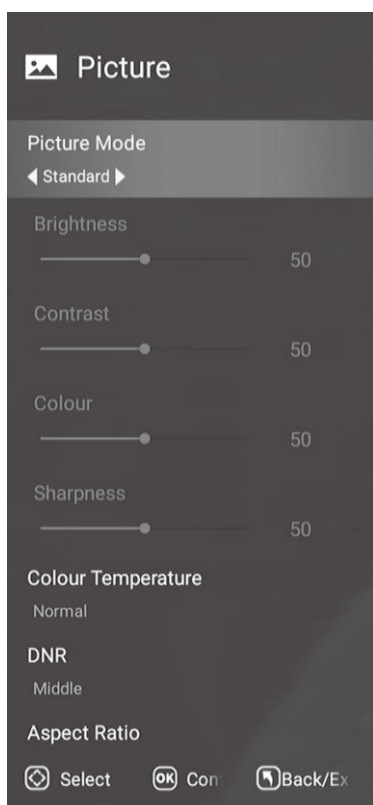 Picture
Picture Mode
Standard
Brightness
50
Contrast
50
Colour
50
Sharpness
50
Colour Temperature
Normal
DNR
Middle
Aspect Ratio
Select OK Con Back/Ex